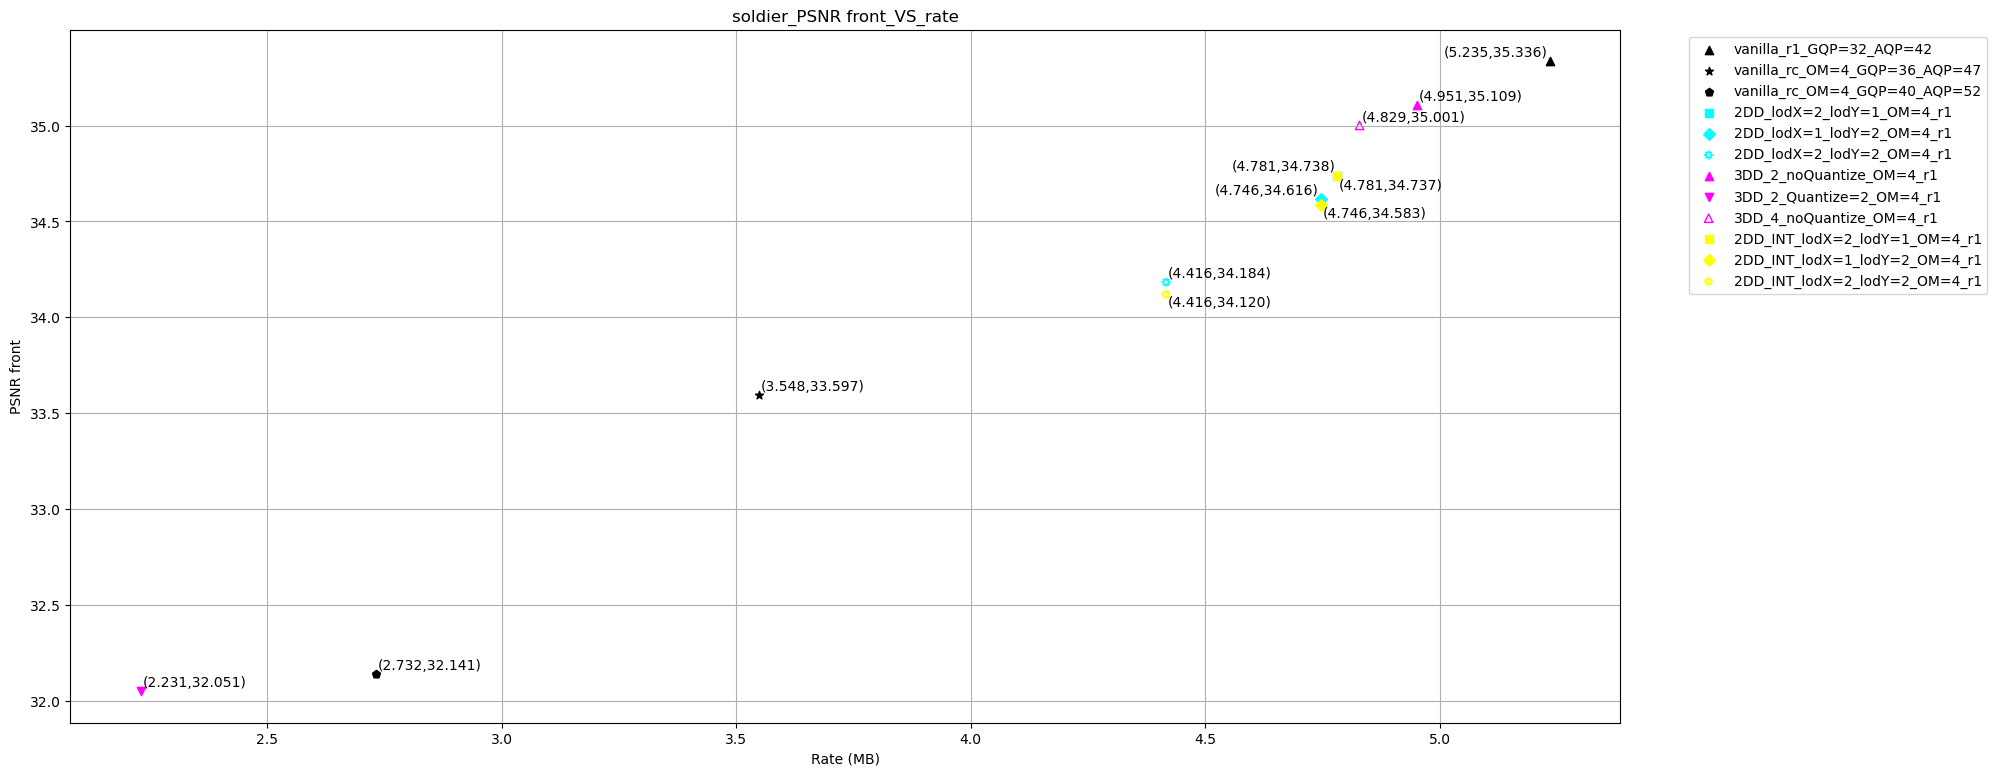 soldier_PSNR front_VS_rate
(5.235,35.336)
(4.951,35.109)
(4.829,35.001)
(4.781,34.738)
(4.781,34.737)
(4.746,34.616)
(4.746,34.583)
(4.416,34.184)
(4.416,34.120)
(3.548,33.597)
(2.732,32.141)
(2.231,32.051)
35.0
34.5
34.0
33.5
33.0
32.5
32.0
PSNR front
2.5 3.0 3.5 4.0 4.5 5.0
Rate (MB)
vanilla_r1_GQP=32_AQP=42
vanilla_rc_OM=4_GQP=36_AQP=47
vanilla_rc_OM=4_GQP=40_AQP=52
2DD_lodX=2_lodY=1_OM=4_r1
2DD_lodX=1_lodY=2_OM=4_r1
2DD_lodX=2_lodY=2_OM=4_r1
3DD_2_noQuantize_OM=4_r1
3DD_2_Quantize=2_OM=4_r1
3DD_4_noQuantize_OM=4_r1
2DD_INT_lodX=2_lodY=1_OM=4_r1
2DD_INT_lodX=1_lodY=2_OM=4_r1
2DD_INT_lodX=2_lodY=2_OM=4_r1